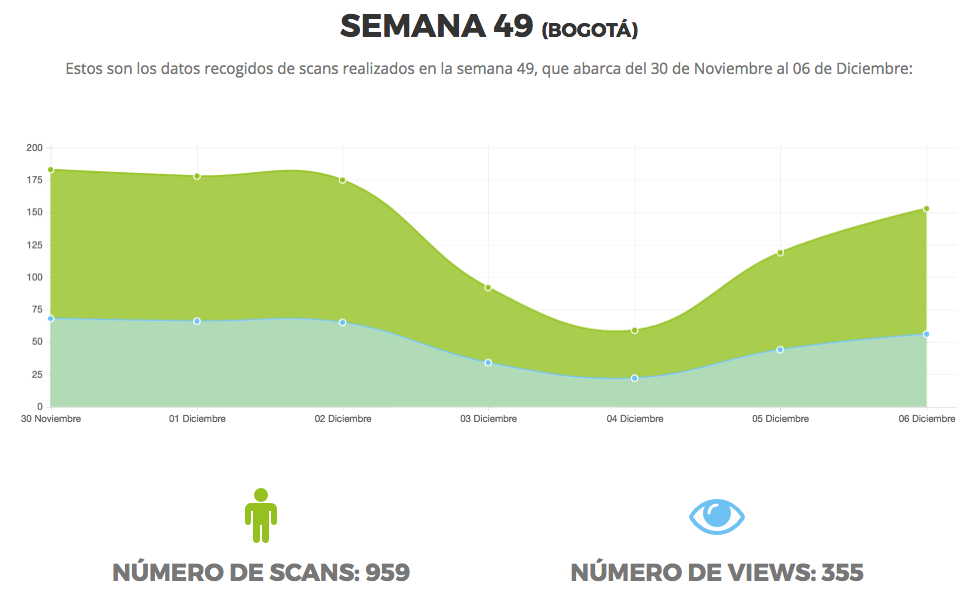 SEMANA 49 (BOGOTÁ)
Estos son los datos recogidos de scans realizados en la semana 49, que abarca del 30 de Noviembre al 06 de Diciembre:
200
175
150
125
100
75
50
25
0
30 Noviembre 01 Diciembre 02 Diciembre 03 Diciembre 04 Diciembre 05 Diciembre 06 Diciembre
NÚMERO DE SCANS: 959
NÚMERO DE VIEWS: 355